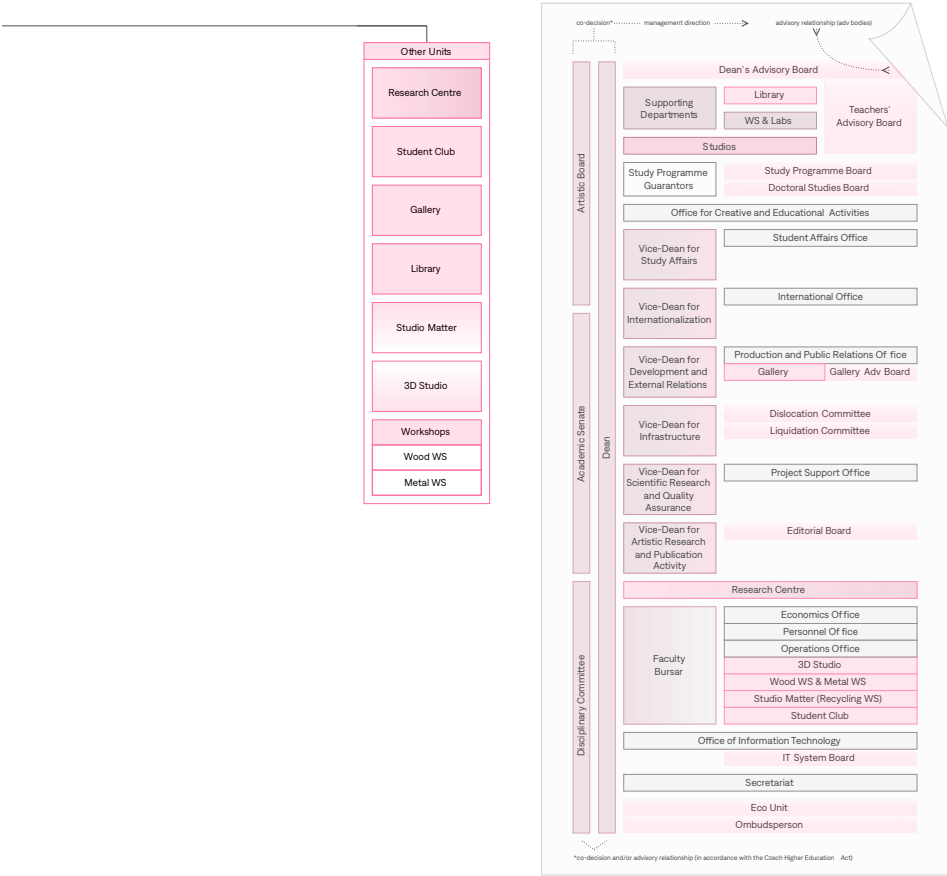 Other Units
Research Centre
Student Club
Gallery
Library
Studio Matter
3D Studio
Workshops
Wood WS
Metal WS
co-decision*
management direction
advisory relationship (adv bodies)
Artistic Board
Academic Senate
Disciplinary Committee
Dean
Dean's Advisory Board
Supporting
Departments
Library
WS & Labs
Teachers'
Advisory Board
Studios
Study Programme
Guarantors
Study Programme Board
Doctoral Studies Board
Office for Creative and Educational Activities
Vice-Dean for
Study Affairs
Student Affairs Office
Vice-Dean for
Internationalization
International Office
Vice-Dean for
Development and
External Relations
Production and Public Relations Office
Gallery
Gallery Adv Board
Vice-Dean for
Infrastructure
Dislocation Committee
Liquidation Committee
Vice-Dean for
Scientific Research
and Quality
Assurance
Project Support Office
Vice-Dean for
Artistic Research
and Publication
Activity
Editorial Board
Research Centre
Faculty
Bursar
Economics Office
Personnel Office
Operations Office
3D Studio
Wood WS & Metal WS
Studio Matter (Recycling WS)
Student Club
Office of Information Technology
IT System Board
Secretariat
Eco Unit
Ombudsperson
*co-decision and/or advisory relationship (in accordance with the Czech Higher Education Act)